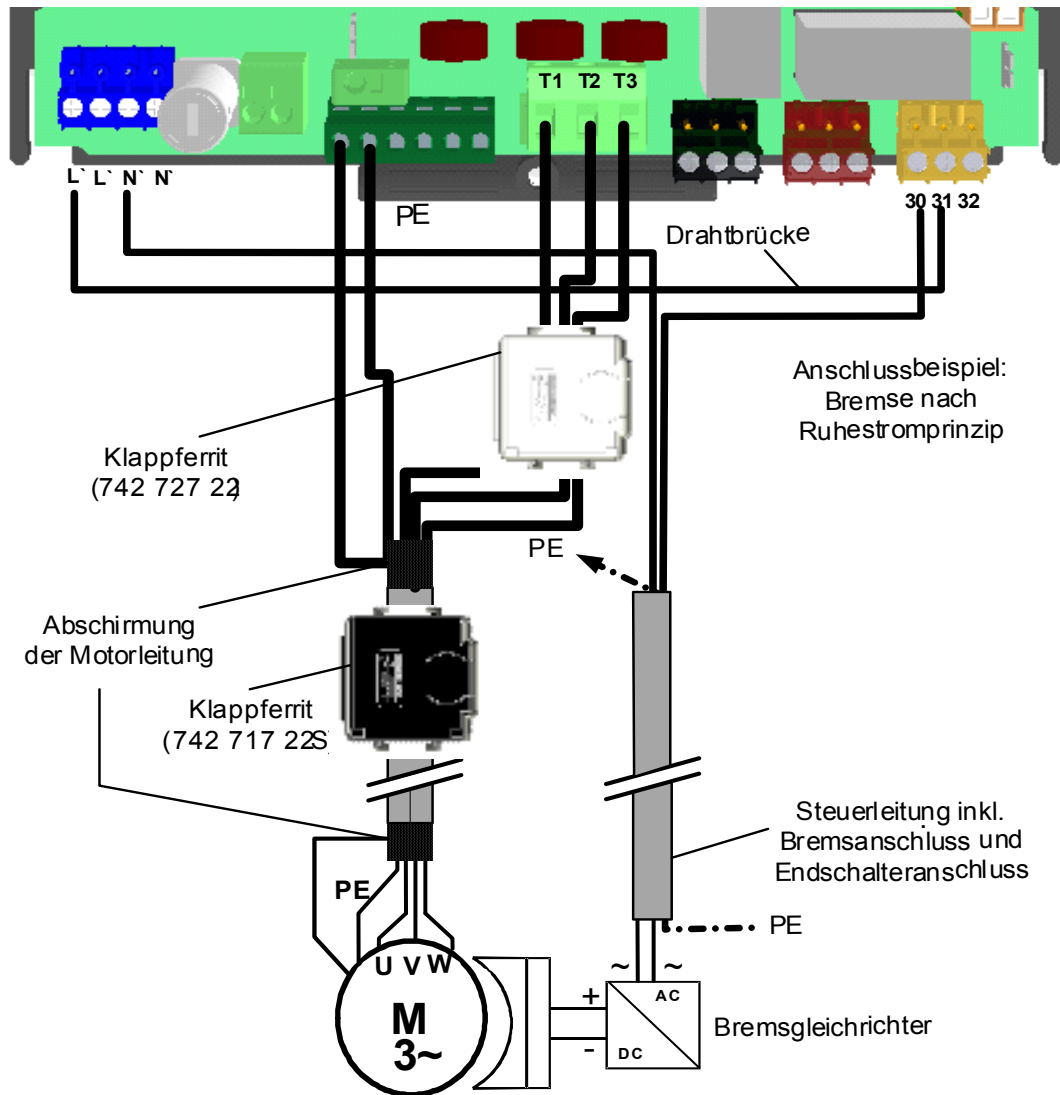 T1 T2 T3
L` L` N` N`
PE
30 31 32
Drahtbrücke
Anschlussbeispiel:
Bremse nach
Ruhestromprinzip
Klappferrit
(742 727 22)
PE
Abschirmung
der Motorleitung
Klappferrit
(742 717 22S)
Steuerleitung inkl.
Bremsanschluss und
Endschalteranschluss
PE
PE
U V W
M
3~
~ ~
AC
DC
+
-
Bremsgleichrichter